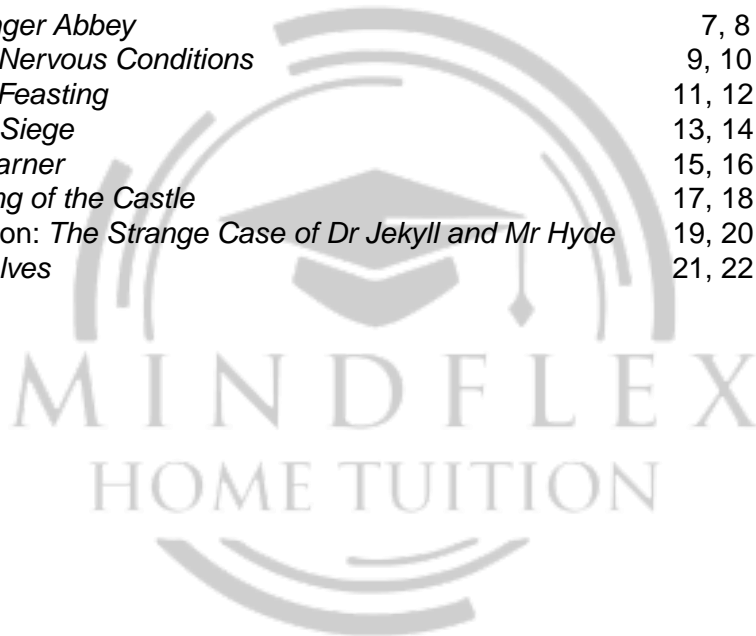 nger Abbey 7, 8
Nervous Conditions 9, 10
Feasting 11, 12
Siege 13, 14
arner 15, 16
ng of the Castle 17, 18
on: The Strange Case of Dr Jekyll and Mr Hyde 19, 20
lves 21, 22
MINDFLEX
HOME TUITION